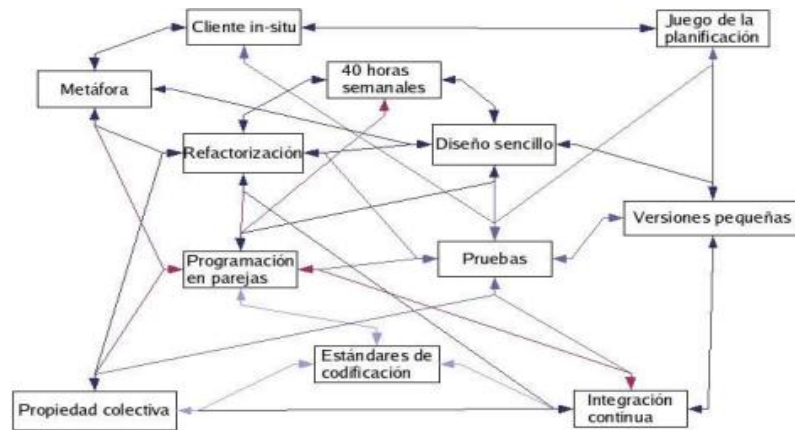 Cliente in-situ
Juego de la
planificación
40 horas
semanales
Metáfora
Refactorización
Diseño sencillo
Versiones pequeñas
Programación
en parejas
Pruebas
Estándares de
codificación
Propiedad colectiva
Integración
contínua